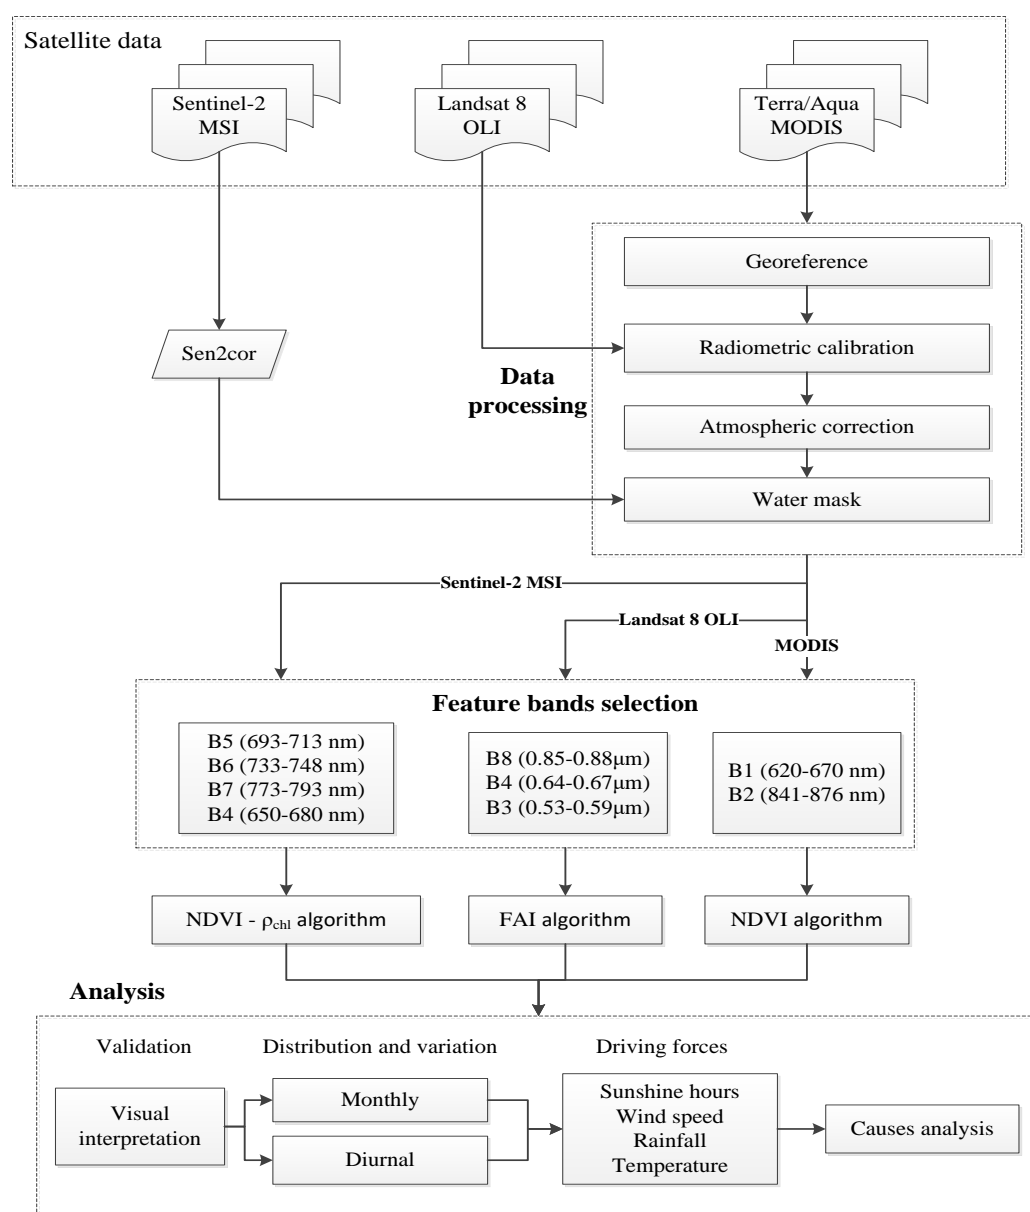 Satellite data
Sentinel-2
MSI
Landsat 8
OLI
Terra/Aqua
MODIS
Georeference
Radiometric calibration
Atmospheric correction
Water mask
Sen2cor
Data
processing
Sentinel-2 MSI
Landsat 8 OLI
MODIS
Feature bands selection
B5 (693-713 nm)
B6 (733-748 nm)
B7 (773-793 nm)
B4 (650-680 nm)
B8 (0.85-0.88μm)
B4 (0.64-0.67μm)
B3 (0.53-0.59μm)
B1 (620-670 nm)
B2 (841-876 nm)
NDVI - ρchl algorithm
FAI algorithm
NDVI algorithm
Analysis
Validation
Distribution and variation
Driving forces
Visual
interpretation
Monthly
Diurnal
Sunshine hours
Wind speed
Rainfall
Temperature
Causes analysis